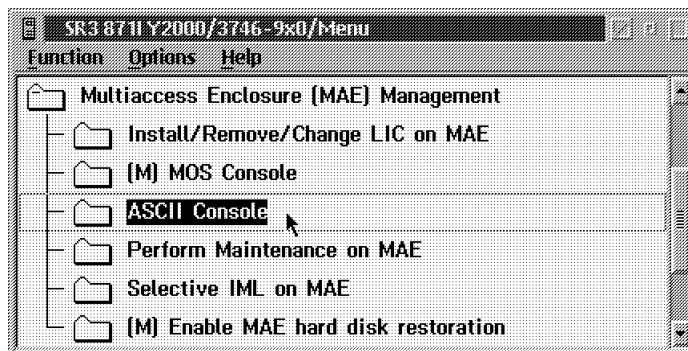 SR3 871I Y2000/3746-9x0/Menu
Function Options Help
Multiaccess Enclosure (MAE) Management
Install/Remove/Change LIC on MAE
(M) MOS Console
ASCII Console
Perform Maintenance on MAE
Selective IML on MAE
(M) Enable MAE hard disk restoration